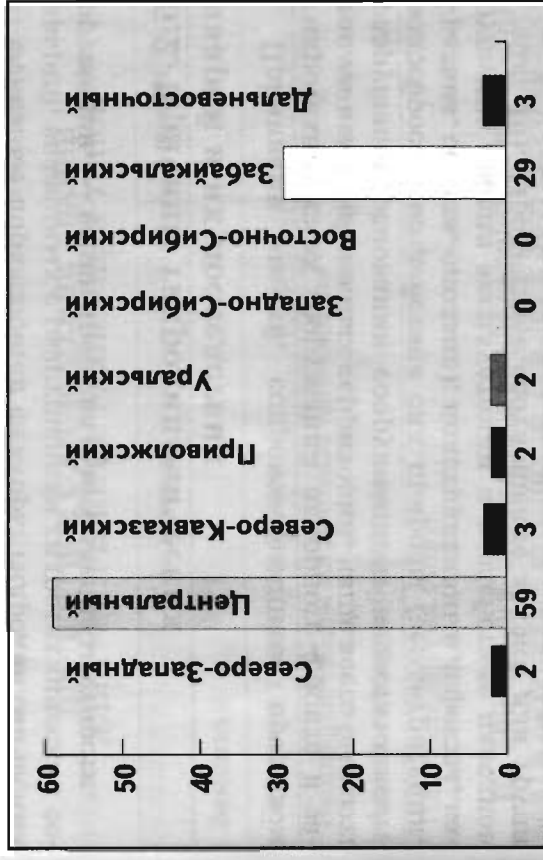 60
50
40
30
20
10
0
Северо-Западный
Центральный
Северо-Кавказский
Приволжский
Уральский
Западно-Сибирский
Восточно-Сибирский
Забайкальский
Дальневосточный
2
59
3
2
2
0
0
29
3